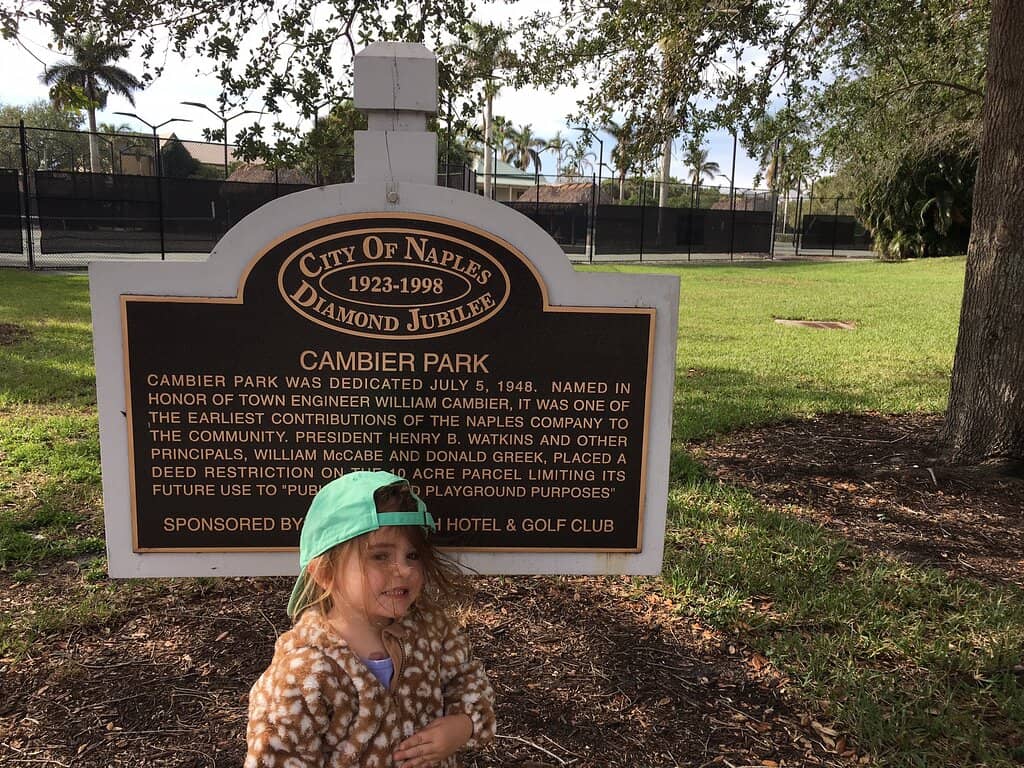 CITY OF NAPLES
1923-1998
DIAMOND JUBILEE
CAMBIER PARK
CAMBIER PARK WAS DEDICATED JULY 5, 1948. NAMED IN
HONOR OF TOWN ENGINEER WILLIAM CAMBIER, IT WAS ONE OF
THE EARLIEST CONTRIBUTIONS OF THE NAPLES COMPANY TO
THE COMMUNITY. PRESIDENT HENRY B. WATKINS AND OTHER
PRINCIPALS, WILLIAM McCABE AND DONALD GREEK, PLACED A
DEED RESTRICTION ON THE 10 ACRE PARCEL LIMITING ITS
FUTURE USE TO "PLAYGROUND PURPOSES"
SPONSORED BY HOTEL & GOLF CLUB